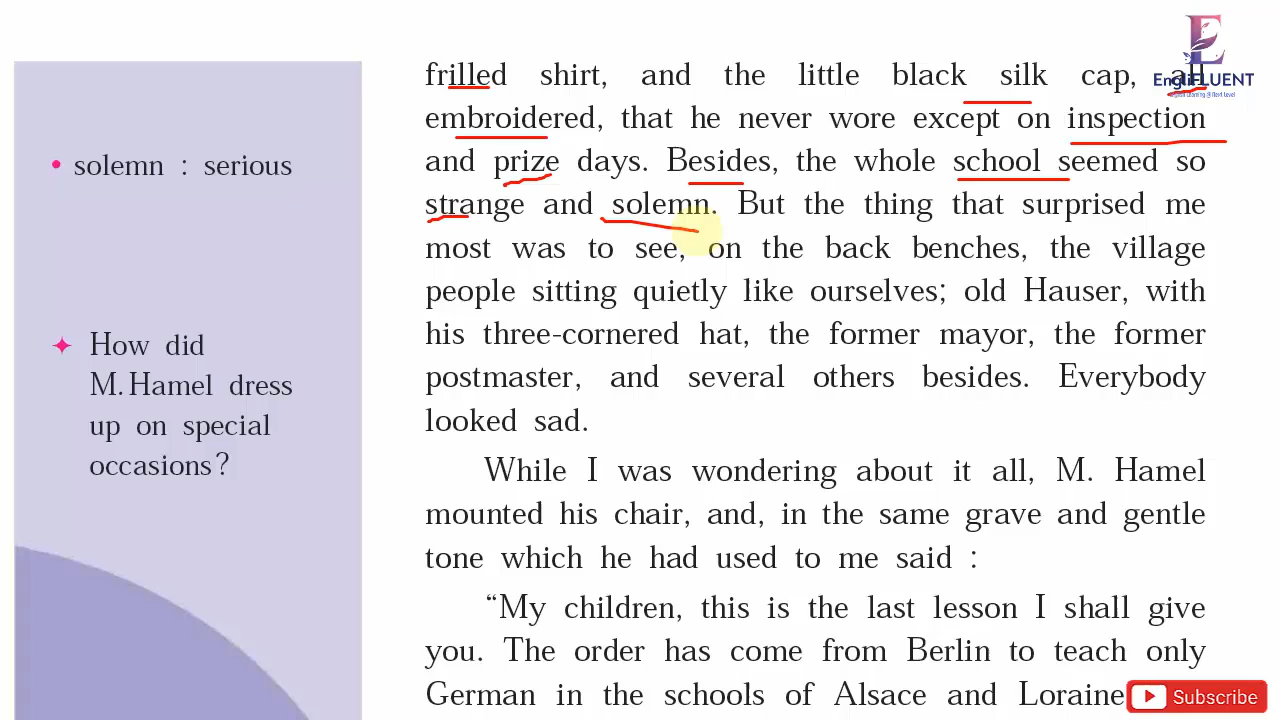 frilled shirt, and the little black silk cap, all
embroidered, that he never wore except on inspection
and prize days. Besides, the whole school seemed so
strange and solemn. But the thing that surprised me
most was to see, on the back benches, the village
people sitting quietly like ourselves; old Hauser, with
his three-cornered hat, the former mayor, the former
postmaster, and several others besides. Everybody
looked sad.
While I was wondering about it all, M. Hamel
mounted his chair, and, in the same grave and gentle
tone which he had used to me said :
“My children, this is the last lesson I shall give
you. The order has come from Berlin to teach only
German in the schools of Alsace and Loraine
• solemn : serious
✦ How did
M. Hamel dress
up on special
occasions?
E
EngliFLUENT
Subscribe